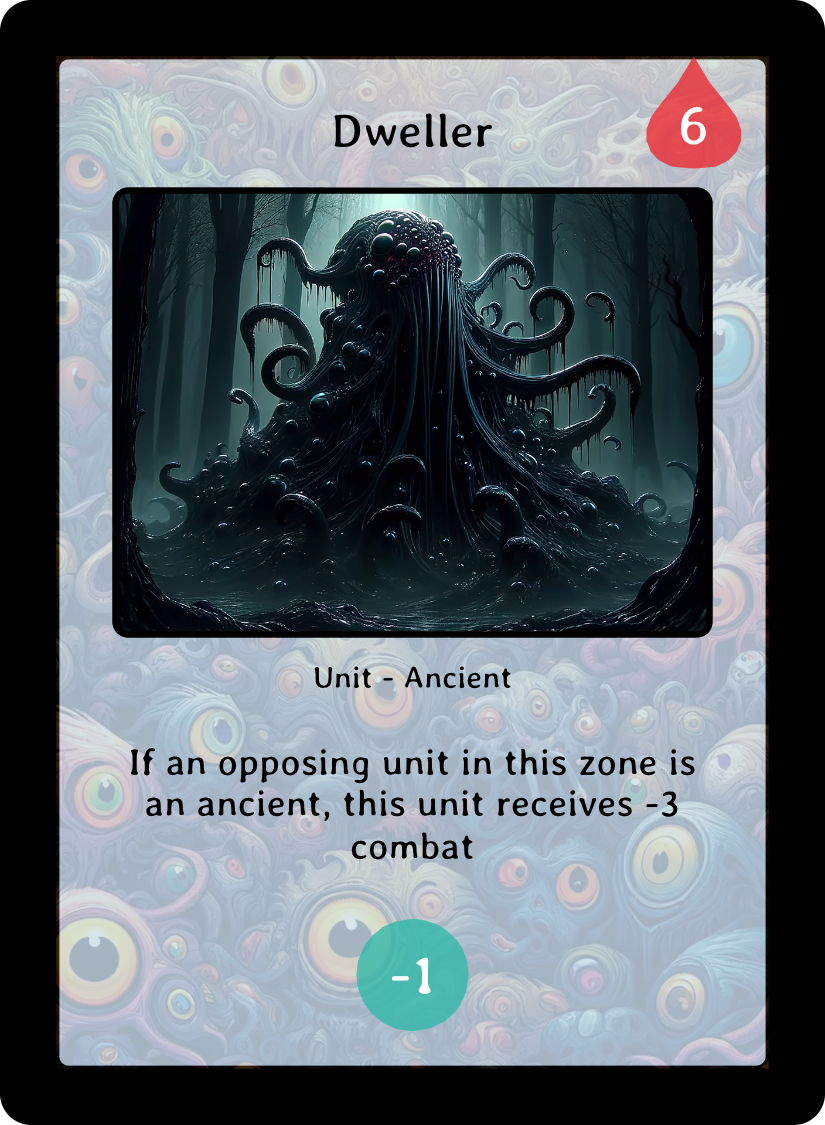 Dweller
6
Unit - Ancient
If an opposing unit in this zone is
an ancient, this unit receives -3
combat
-1